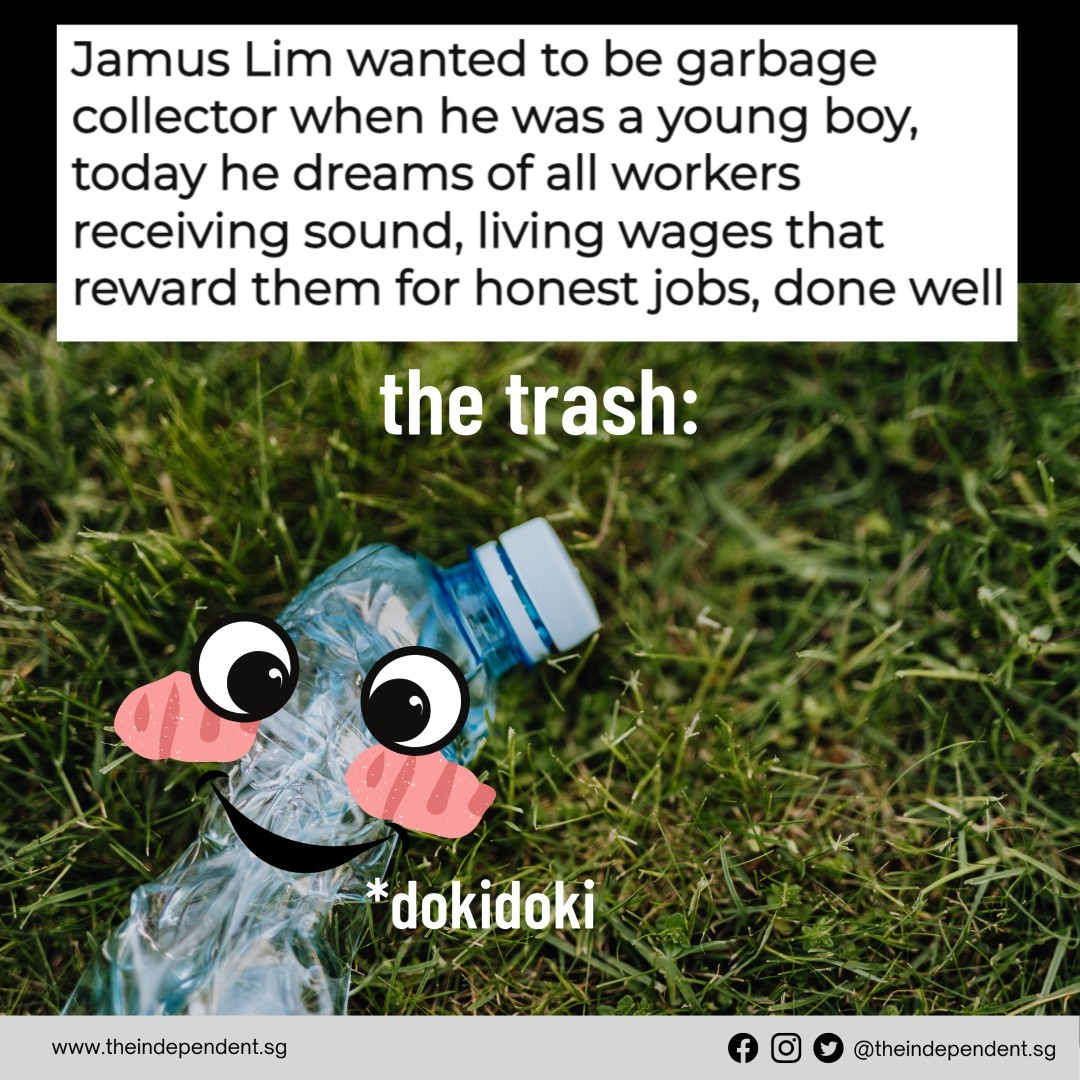 Jamus Lim wanted to be garbage
collector when he was a young boy,
today he dreams of all workers
receiving sound, living wages that
reward them for honest jobs, done well
the trash:
*dokidoki
www.theindependent.sg
@theindependent.sg